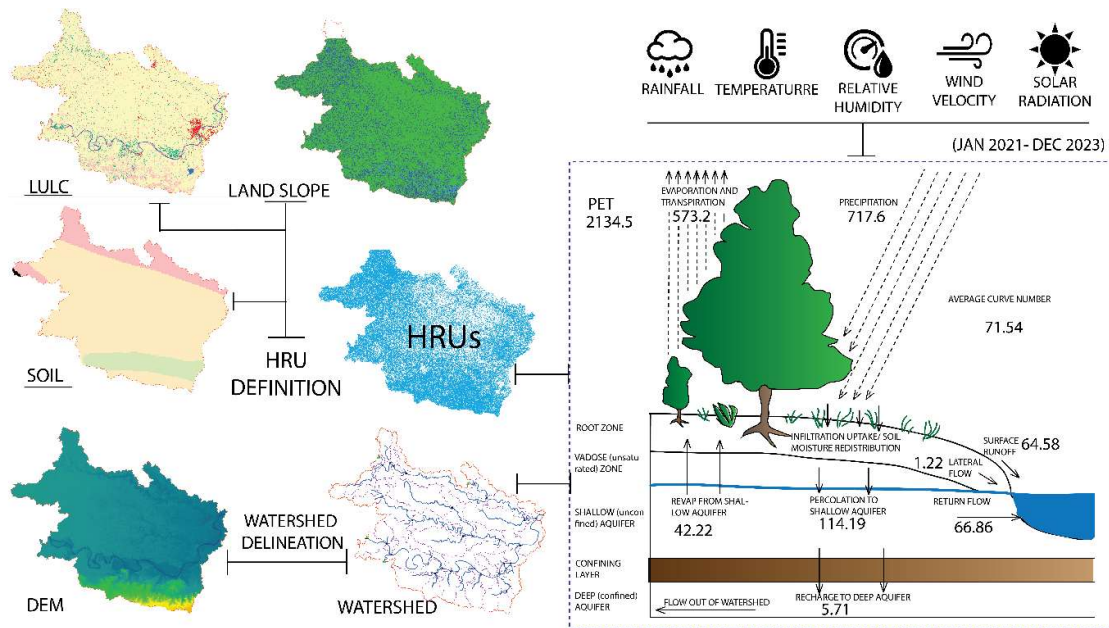 LULC
LAND SLOPE
SOIL
HRU
DEFINITION
HRUs
DEM
WATERSHED
DELINEATION
WATERSHED
RAINFALL
TEMPERATURRE
RELATIVE
HUMIDITY
WIND
VELOCITY
SOLAR
RADIATION
(JAN 2021- DEC 2023)
PET
2134.5
EVAPORATION AND
TRANSPIRATION
573.2
PRECIPITATION
717.6
AVERAGE CURVE NUMBER
71.54
ROOT ZONE
VADOSE (unsatu
rated) ZONE
SHALLOW (uncon
fined) AQUIFER
CONFINING
LAYER
DEEP (confined)
AQUIFER
INFILTRATION UPTAKE/ SOIL
MOISTURE REDISTRIBUTION
SURFACE
RUNOFF
64.58
1.22
LATERAL
FLOW
REVAP FROM SHAL-
LOW AQUIFER
42.22
PERCOLATION TO
SHALLOW AQUIFER
114.19
RETURN FLOW
66.86
FLOW OUT OF WATERSHED
RECHARGE TO DEEP AQUIFER
5.71